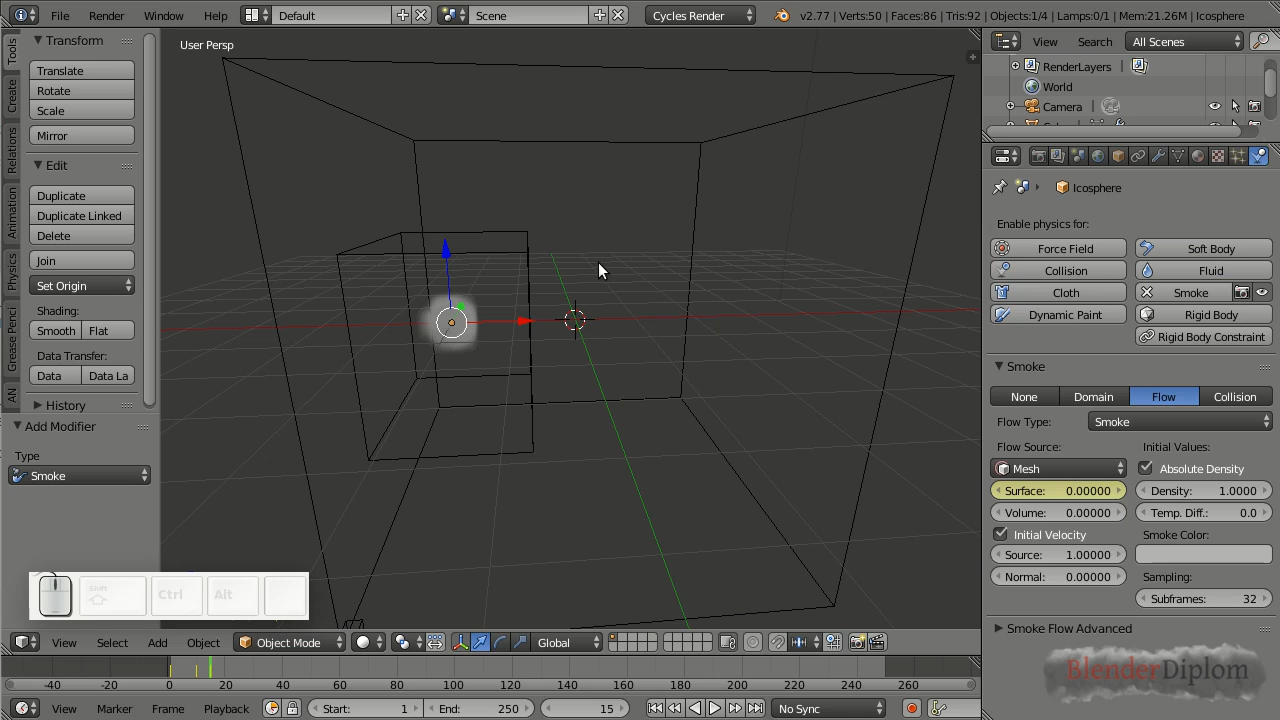 File Render Window Help Default Scene Cycles Render v2.77 | Verts:50 | Faces:86 | Tris:92 | Objects:1/4 | Lamps:0/1 | Mem:21.26M | Icosphere
Tools
Create
Relations
Animation
Physics
Grease Penci
AN
Transform
Translate
Rotate
Scale
Mirror
Edit
Duplicate
Duplicate Linked
Delete
Join
Set Origin
Shading:
Smooth Flat
Data Transfer:
Data Data La
History
Add Modifier
Type
Smoke
User Persp
Shift Ctrl Alt
View Select Add Object Object Mode Global
-40 -20 0 20 40 60 80 100 120 140 160 180 200 220 240 260
View Marker Frame Playback Start: 1 End: 250 15 No Sync
View Search All Scenes
RenderLayers
World
Camera
Icosphere
Enable physics for:
Force Field Soft Body
Collision Fluid
Cloth Smoke
Dynamic Paint Rigid Body
Rigid Body Constraint
Smoke
None Domain Flow Collision
Flow Type: Smoke
Flow Source: Initial Values:
Mesh Absolute Density
Surface: 0.00000 Density: 1.0000
Volume: 0.00000 Temp. Diff.: 0.0
Initial Velocity Smoke Color:
Source: 1.00000
Normal: 0.00000 Sampling:
Subframes: 32
Smoke Flow Advanced
BlenderDiplom